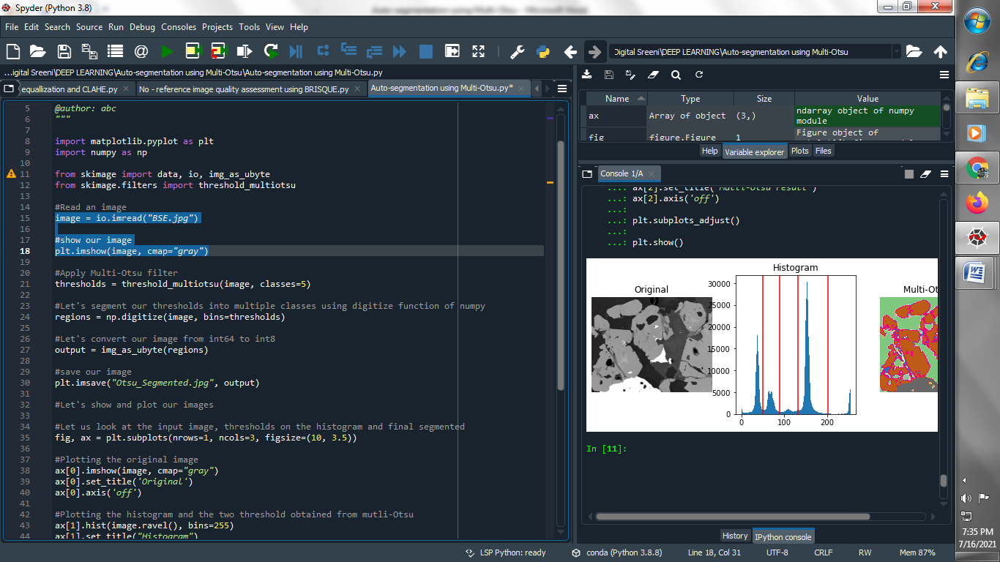 Spyder (Python 3.8)
Auto segmentation using Multi-Otsu - Microsoft Word
File Edit Search Source Run Debug Consoles Projects Tools View Help
Digital Sreeni\DEEP LEARNING\Auto-segmentation using Multi-Otsu
...igital Sreeni\DEEP LEARNING\Auto-segmentation using Multi-Otsu\Auto-segmentation using Multi-Otsu.py
equallization and CLAHE.py
No - reference image quality assessment using BRISQUE.py
Auto-segmentation using Multi-Otsu.py*
5 @author: abc
6 """
7
8 import matplotlib.pyplot as plt
9 import numpy as np
10
11 from skimage import data, io, img_as_ubyte
12 from skimage.filters import threshold_multiotsu
13
14 #Read an image
15 image = io.imread("BSE.jpg")
16
17 #show our image
18 plt.imshow(image, cmap="gray")
19
20 #Apply Multi-Otsu filter
21 thresholds = threshold_multiotsu(image, classes=5)
22
23 #Let's segment our thresholds into multiple classes using digitize function of numpy
24 regions = np.digitize(image, bins=thresholds)
25
26 #Let's convert our image from int64 to int8
27 output = img_as_ubyte(regions)
28
29 #save our image
30 plt.imsave("Otsu_Segmented.jpg", output)
31
32 #Let's show and plot our images
33
34 #Let us look at the input image, thresholds on the histogram and final segmented
35 fig, ax = plt.subplots(nrows=1, ncols=3, figsize=(10, 3.5))
36
37 #Plotting the original image
38 ax[0].imshow(image, cmap="gray")
39 ax[0].set_title('Original')
40 ax[0].axis('off')
41
42 #Plotting the histogram and the two threshold obtained from mutli-Otsu
43 ax[1].hist(image.ravel(), bins=255)
44 ax[1].set_title("Histogram")
Name Type Size Value
ax Array of object (3,) ndarray object of numpy
module
fig figure.Figure 1 Figure object of
Help Variable explorer Plots Files
Console 1/A
...: ax[2].set_title('Multi-Otsu result')
...: ax[2].axis('off')
...:
...: plt.subplots_adjust()
...:
...: plt.show()
Original
Histogram
Multi-Ot
30000
25000
20000
15000
10000
5000
0
0 100 200
In [11]:
History IPython console
LSP Python: ready
conda (Python 3.8.8)
Line 18, Col 31
UTF-8
CRLF
RW
Mem 87%
7:35 PM
7/16/2021